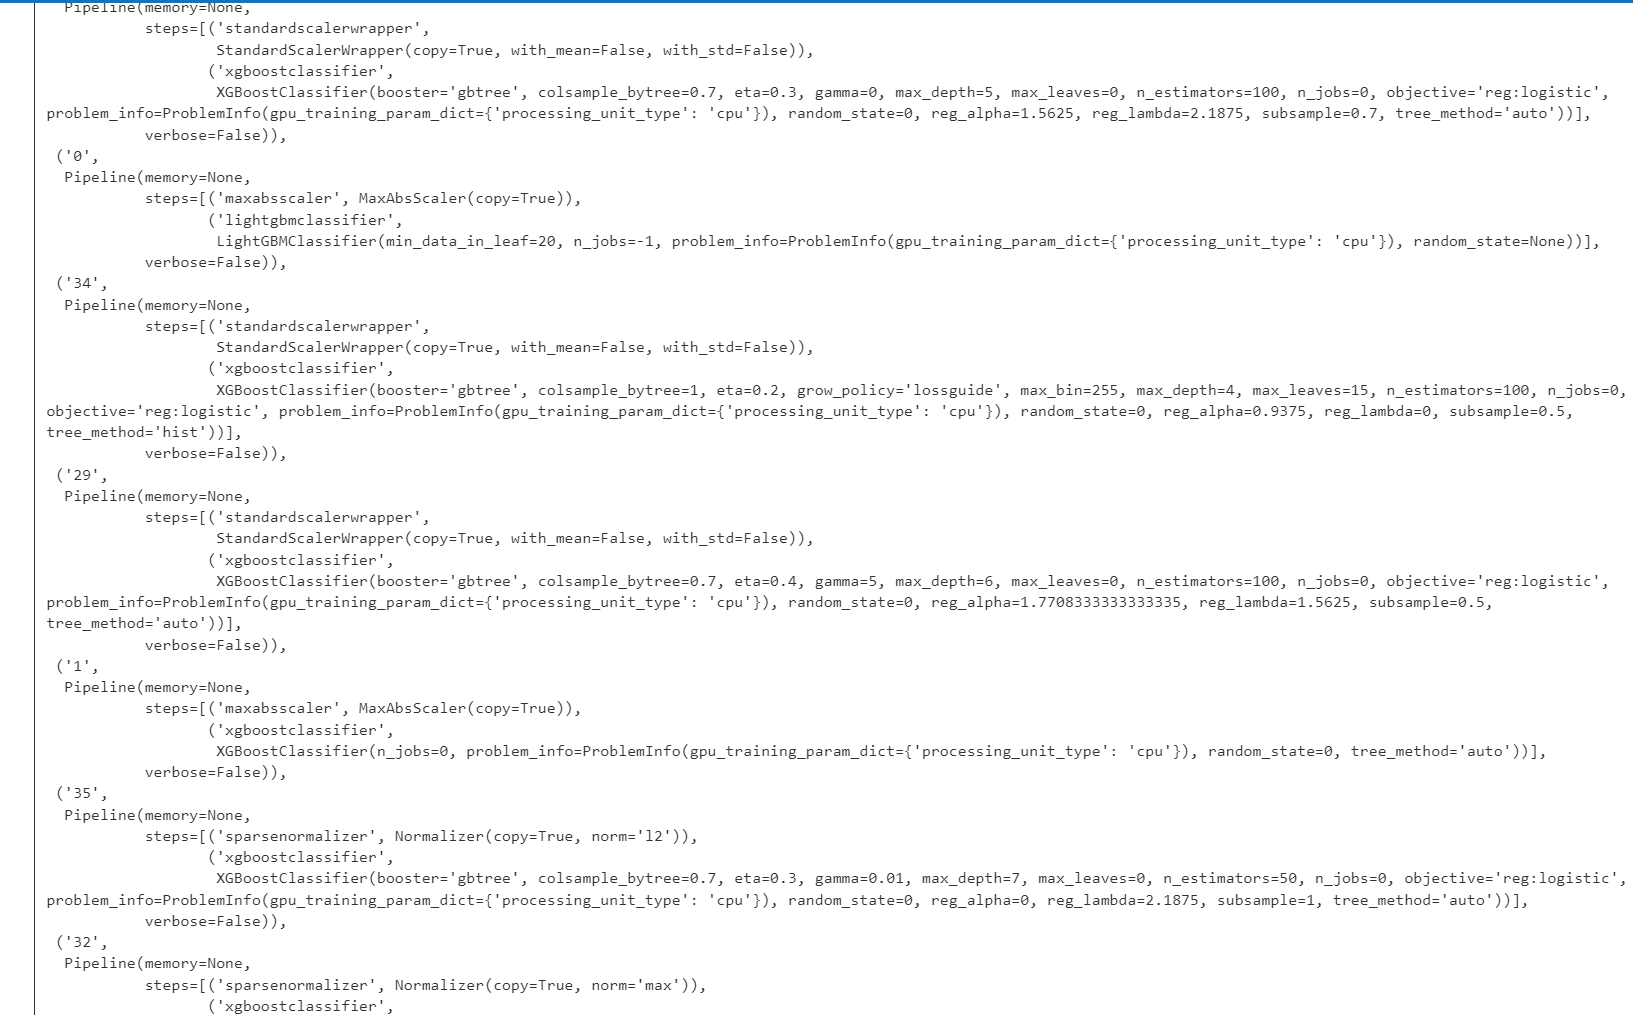 Pipeline(memory=None,
steps=[('standardscalerwrapper',
StandardScalerWrapper(copy=True, with_mean=False, with_std=False)),
('xgboostclassifier',
XGBoostClassifier(booster='gbtree', colsample_bytree=0.7, eta=0.3, gamma=0, max_depth=5, max_leaves=0, n_estimators=100, n_jobs=0, objective='reg:logistic',
problem_info=ProblemInfo(gpu_training_param_dict={'processing_unit_type': 'cpu'}), random_state=0, reg_alpha=1.5625, reg_lambda=2.1875, subsample=0.7, tree_method='auto'))],
verbose=False)),
('0',
Pipeline(memory=None,
steps=[('maxabsscaler', MaxAbsScaler(copy=True)),
('lightgbmclassifier',
LightGBMClassifier(min_data_in_leaf=20, n_jobs=-1, problem_info=ProblemInfo(gpu_training_param_dict={'processing_unit_type': 'cpu'}), random_state=None))],
verbose=False)),
('34',
Pipeline(memory=None,
steps=[('standardscalerwrapper',
StandardScalerWrapper(copy=True, with_mean=False, with_std=False)),
('xgboostclassifier',
XGBoostClassifier(booster='gbtree', colsample_bytree=1, eta=0.2, grow_policy='lossguide', max_bin=255, max_depth=4, max_leaves=15, n_estimators=100, n_jobs=0,
objective='reg:logistic', problem_info=ProblemInfo(gpu_training_param_dict={'processing_unit_type': 'cpu'}), random_state=0, reg_alpha=0.9375, reg_lambda=0, subsample=0.5,
tree_method='hist'))],
verbose=False)),
('29',
Pipeline(memory=None,
steps=[('standardscalerwrapper',
StandardScalerWrapper(copy=True, with_mean=False, with_std=False)),
('xgboostclassifier',
XGBoostClassifier(booster='gbtree', colsample_bytree=0.7, eta=0.4, gamma=5, max_depth=6, max_leaves=0, n_estimators=100, n_jobs=0, objective='reg:logistic',
problem_info=ProblemInfo(gpu_training_param_dict={'processing_unit_type': 'cpu'}), random_state=0, reg_alpha=1.7708333333333335, reg_lambda=1.5625, subsample=0.5,
tree_method='auto'))],
verbose=False)),
('1',
Pipeline(memory=None,
steps=[('maxabsscaler', MaxAbsScaler(copy=True)),
('xgboostclassifier',
XGBoostClassifier(n_jobs=0, problem_info=ProblemInfo(gpu_training_param_dict={'processing_unit_type': 'cpu'}), random_state=0, tree_method='auto'))],
verbose=False)),
('35',
Pipeline(memory=None,
steps=[('sparsenormalizer', Normalizer(copy=True, norm='l2')),
('xgboostclassifier',
XGBoostClassifier(booster='gbtree', colsample_bytree=0.7, eta=0.3, gamma=0.01, max_depth=7, max_leaves=0, n_estimators=50, n_jobs=0, objective='reg:logistic',
problem_info=ProblemInfo(gpu_training_param_dict={'processing_unit_type': 'cpu'}), random_state=0, reg_alpha=0, reg_lambda=2.1875, subsample=1, tree_method='auto'))],
verbose=False)),
('32',
Pipeline(memory=None,
steps=[('sparsenormalizer', Normalizer(copy=True, norm='max')),
('xgboostclassifier',